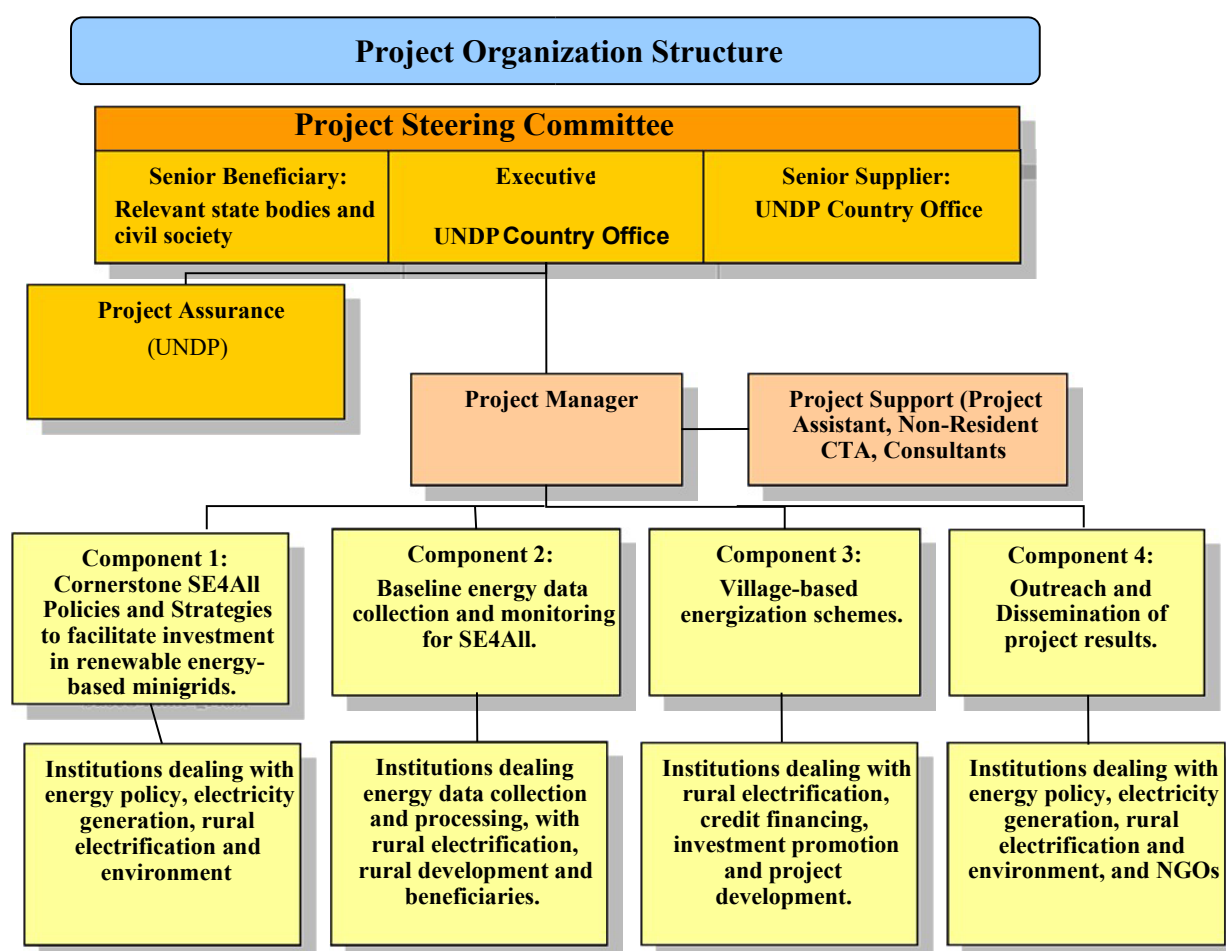 Project Organization Structure
Project Steering Committee
Senior Beneficiary:
Relevant state bodies and
civil society
Executive:
UNDP Country Office
Senior Supplier:
UNDP Country Office
Project Assurance
(UNDP)
Project Manager
Project Support (Project
Assistant, Non-Resident
CTA, Consultants
Component 1:
Cornerstone SE4All
Policies and Strategies
to facilitate investment
in renewable energy-
based minigrids.
Component 2:
Baseline energy data
collection and monitoring
for SE4All.
Component 3:
Village-based
energization schemes.
Component 4:
Outreach and
Dissemination of
project results.
Institutions dealing with
energy policy, electricity
generation, rural
electrification and
environment
Institutions dealing
energy data collection
and processing, with
rural electrification,
rural development and
beneficiaries.
Institutions dealing with
rural electrification,
credit financing,
investment promotion
and project
development.
Institutions dealing with
energy policy, electricity
generation, rural
electrification and
environment, and NGOs